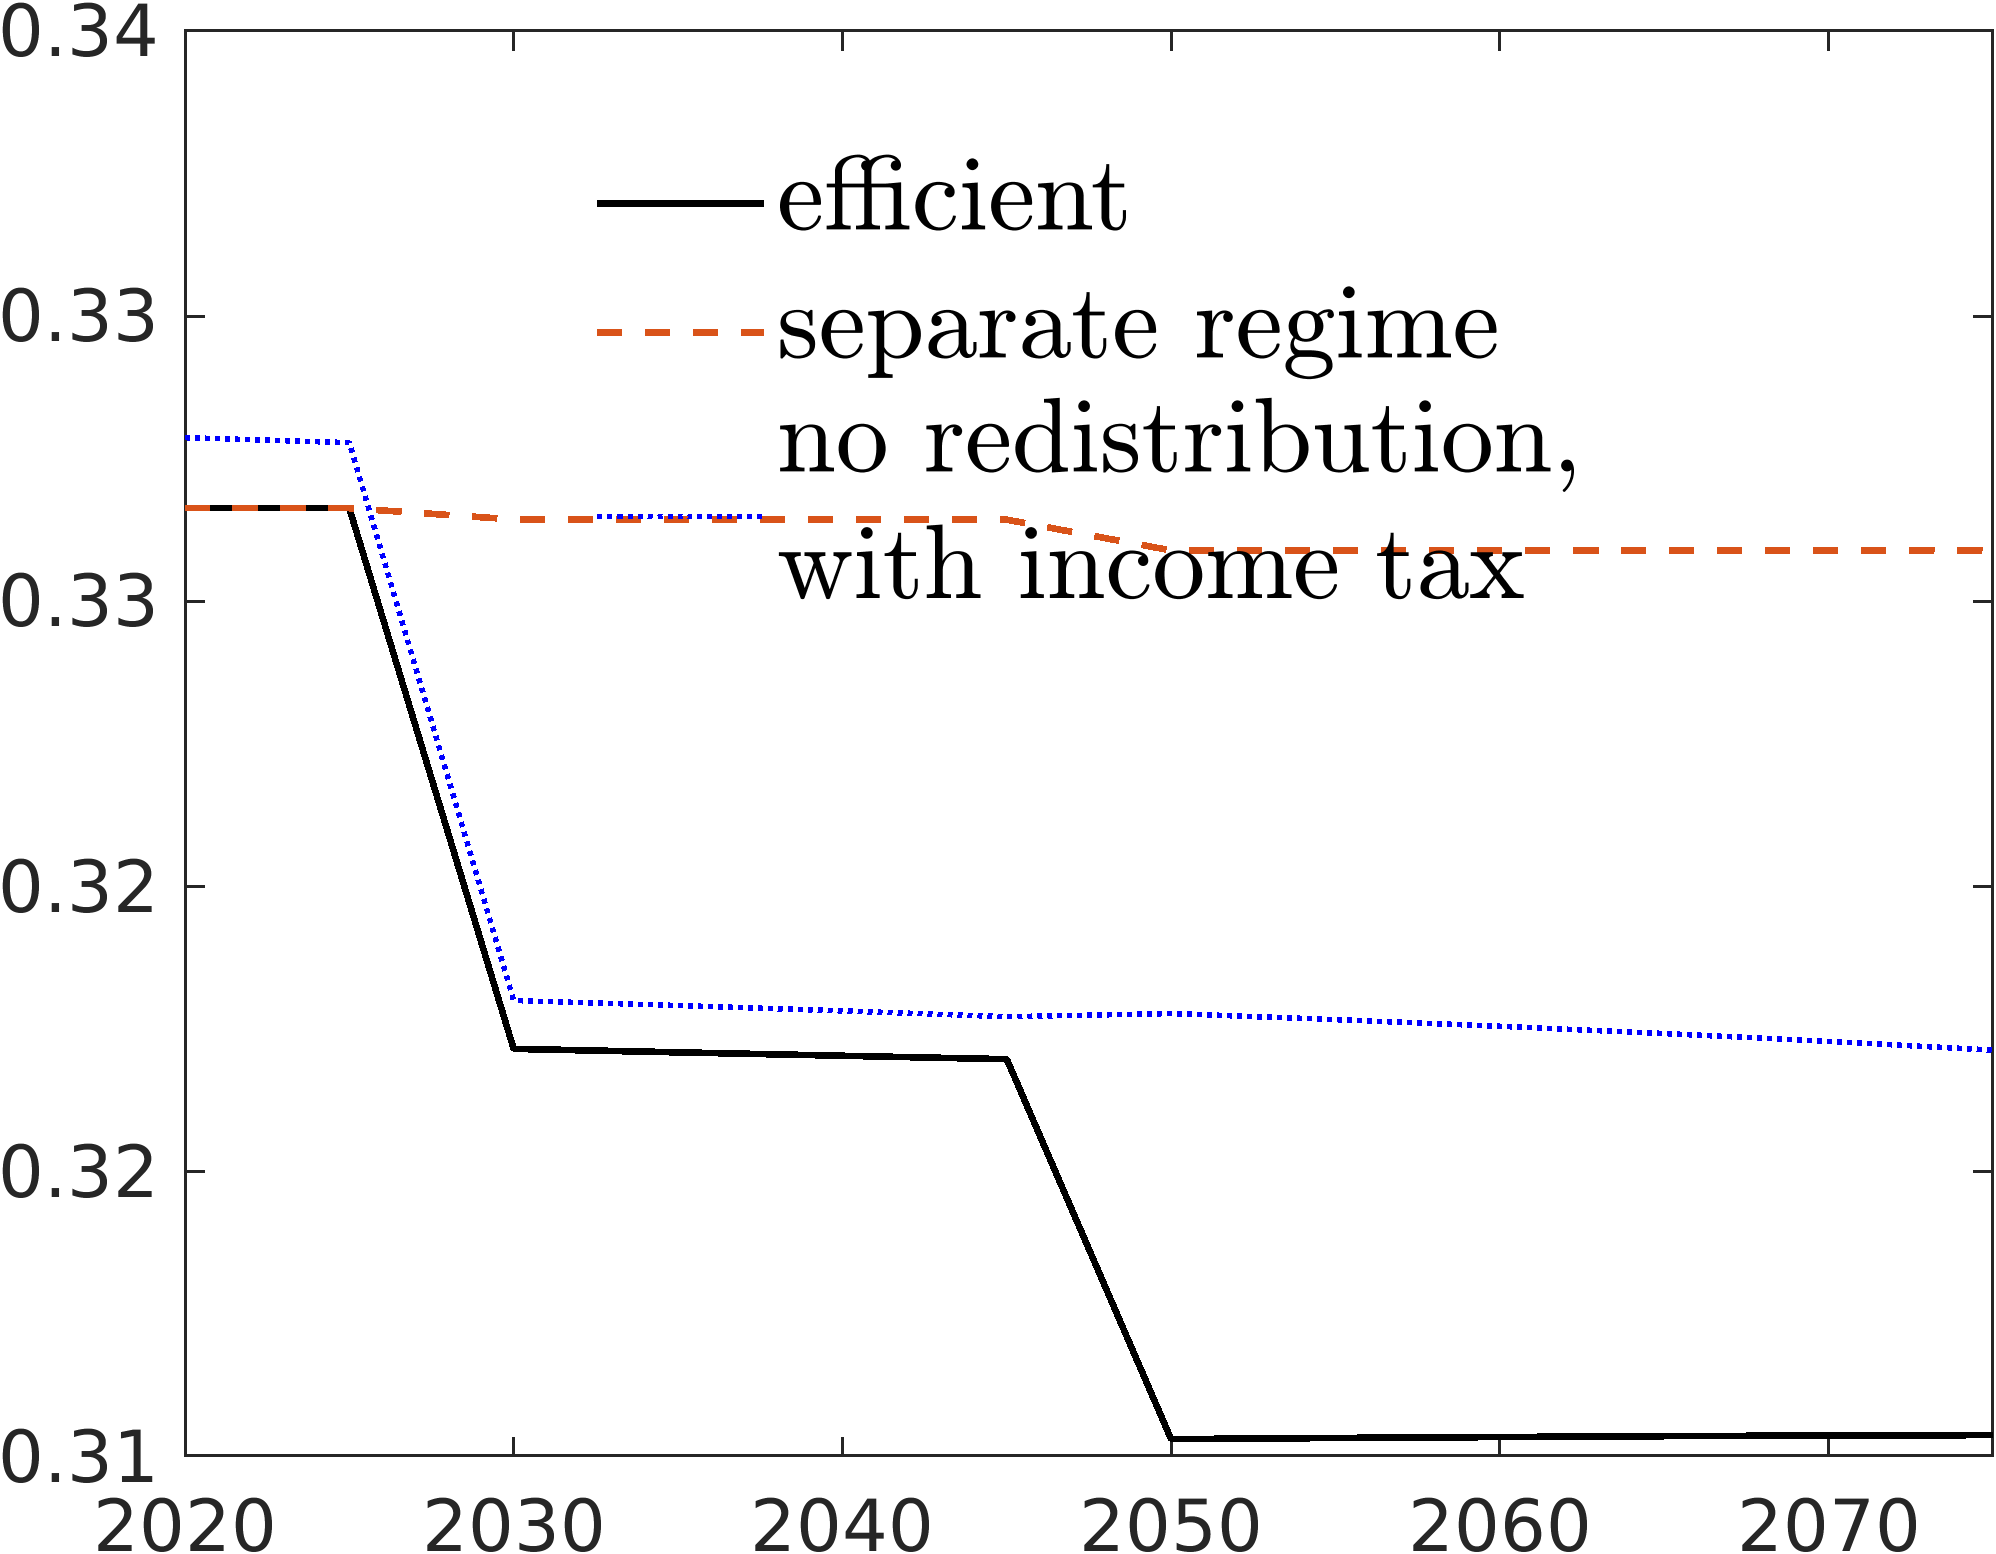 0.34
efficient
0.33
separate regime
no redistribution,
with income tax
0.33
0.32
0.32
0.31
2020 2030 2040 2050 2060 2070